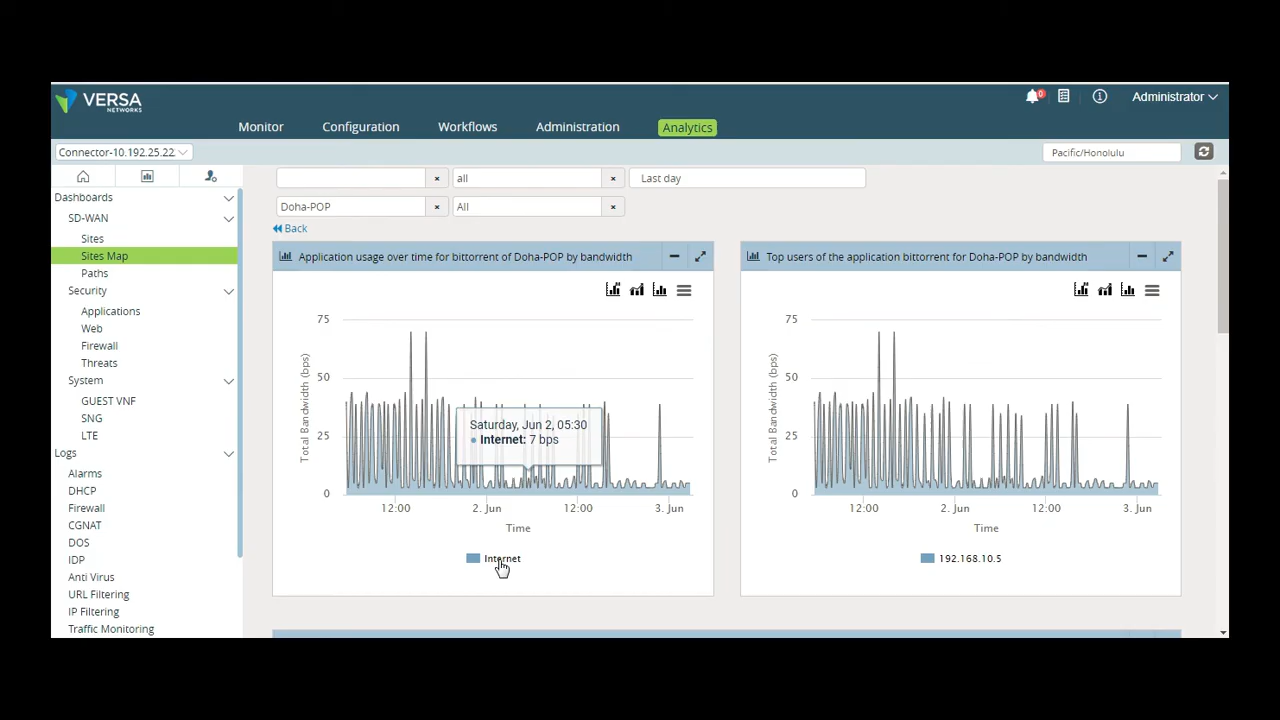 VERSA
NETWORKS
0
Administrator
Monitor
Configuration
Workflows
Administration
Analytics
Connector-10.192.25.22
Pacific/Honolulu
Dashboards
SD-WAN
Sites
Sites Map
Paths
Security
Applications
Web
Firewall
Threats
System
GUEST VNF
SNG
LTE
Logs
Alarms
DHCP
Firewall
CGNAT
DOS
IDP
Anti Virus
URL Filtering
IP Filtering
Traffic Monitoring
× all × Last day
Doha-POP × All ×
Back
Application usage over time for bittorrent of Doha-POP by bandwidth
75
50
25
0
Total Bandwidth (bps)
Saturday, Jun 2, 05:30
Internet: 7 bps
12:00 2. Jun 12:00 3. Jun
Time
Internet
Top users of the application bittorrent for Doha-POP by bandwidth
75
50
25
0
Total Bandwidth (bps)
12:00 2. Jun 12:00 3. Jun
Time
192.168.10.5